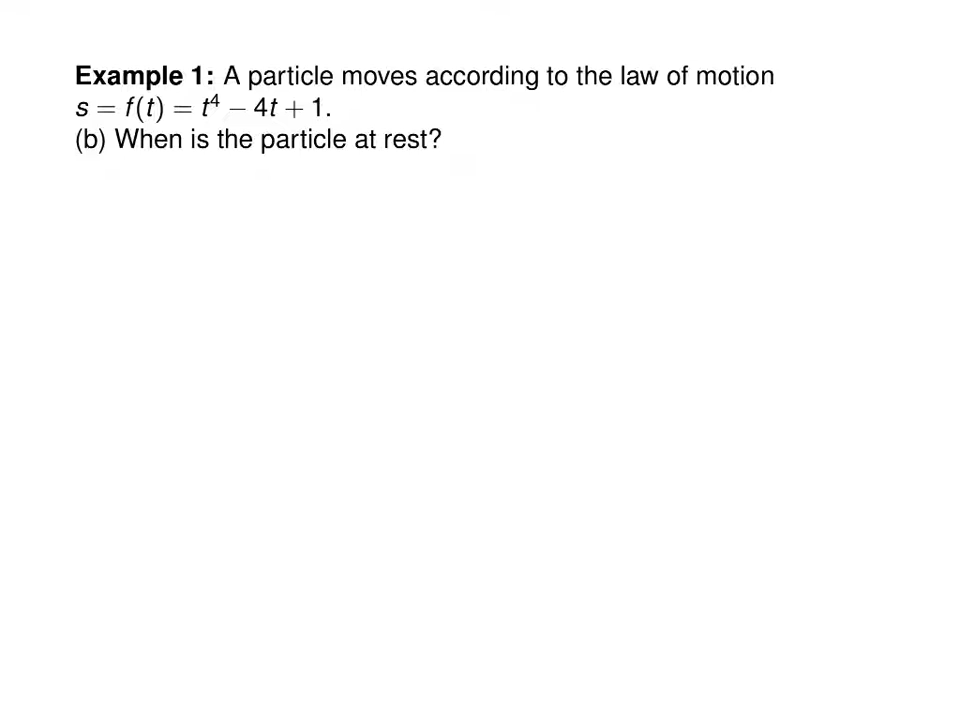 Example 1: A particle moves according to the law of motion
s = f(t) = t⁴ − 4t + 1.
(b) When is the particle at rest?